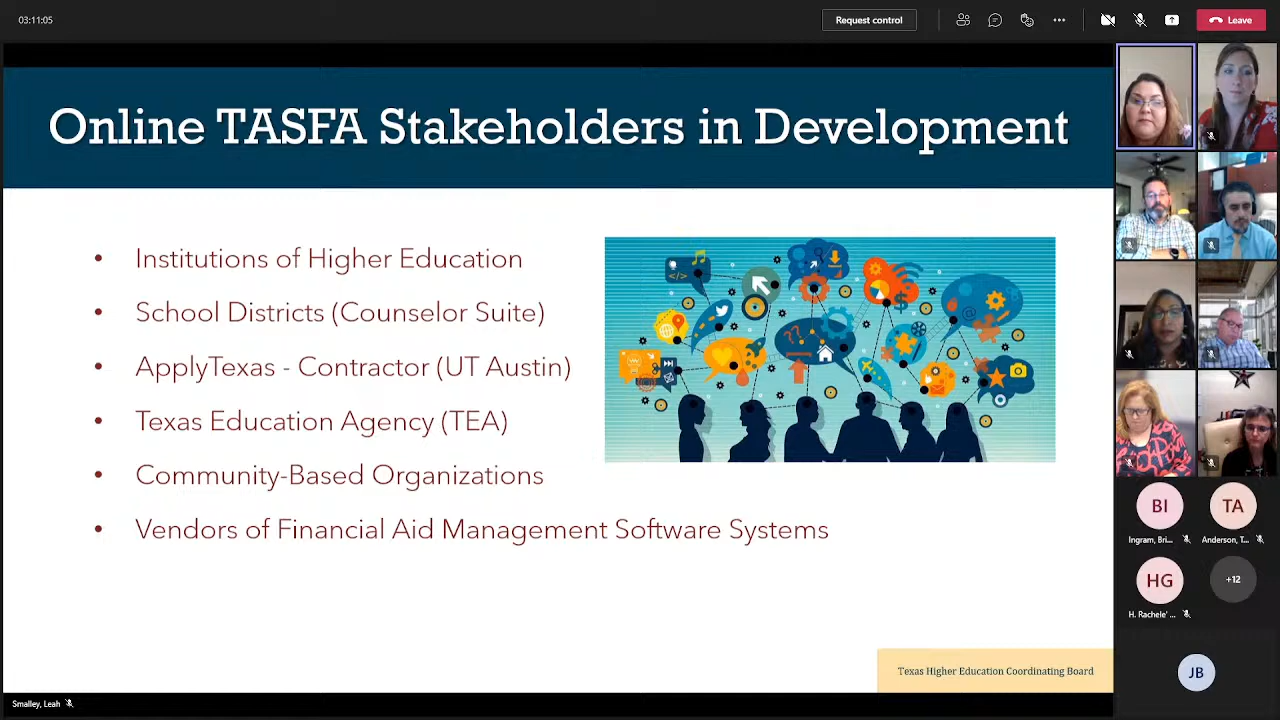 03:11:05
Request control
Leave
Online TASFA Stakeholders in Development
• Institutions of Higher Education
• School Districts (Counselor Suite)
• ApplyTexas - Contractor (UT Austin)
• Texas Education Agency (TEA)
• Community-Based Organizations
• Vendors of Financial Aid Management Software Systems
Texas Higher Education Coordinating Board
BI
TA
Ingram, Bri...
Anderson, T...
HG
+12
H. Rachele' ...
JB
Smalley, Leah